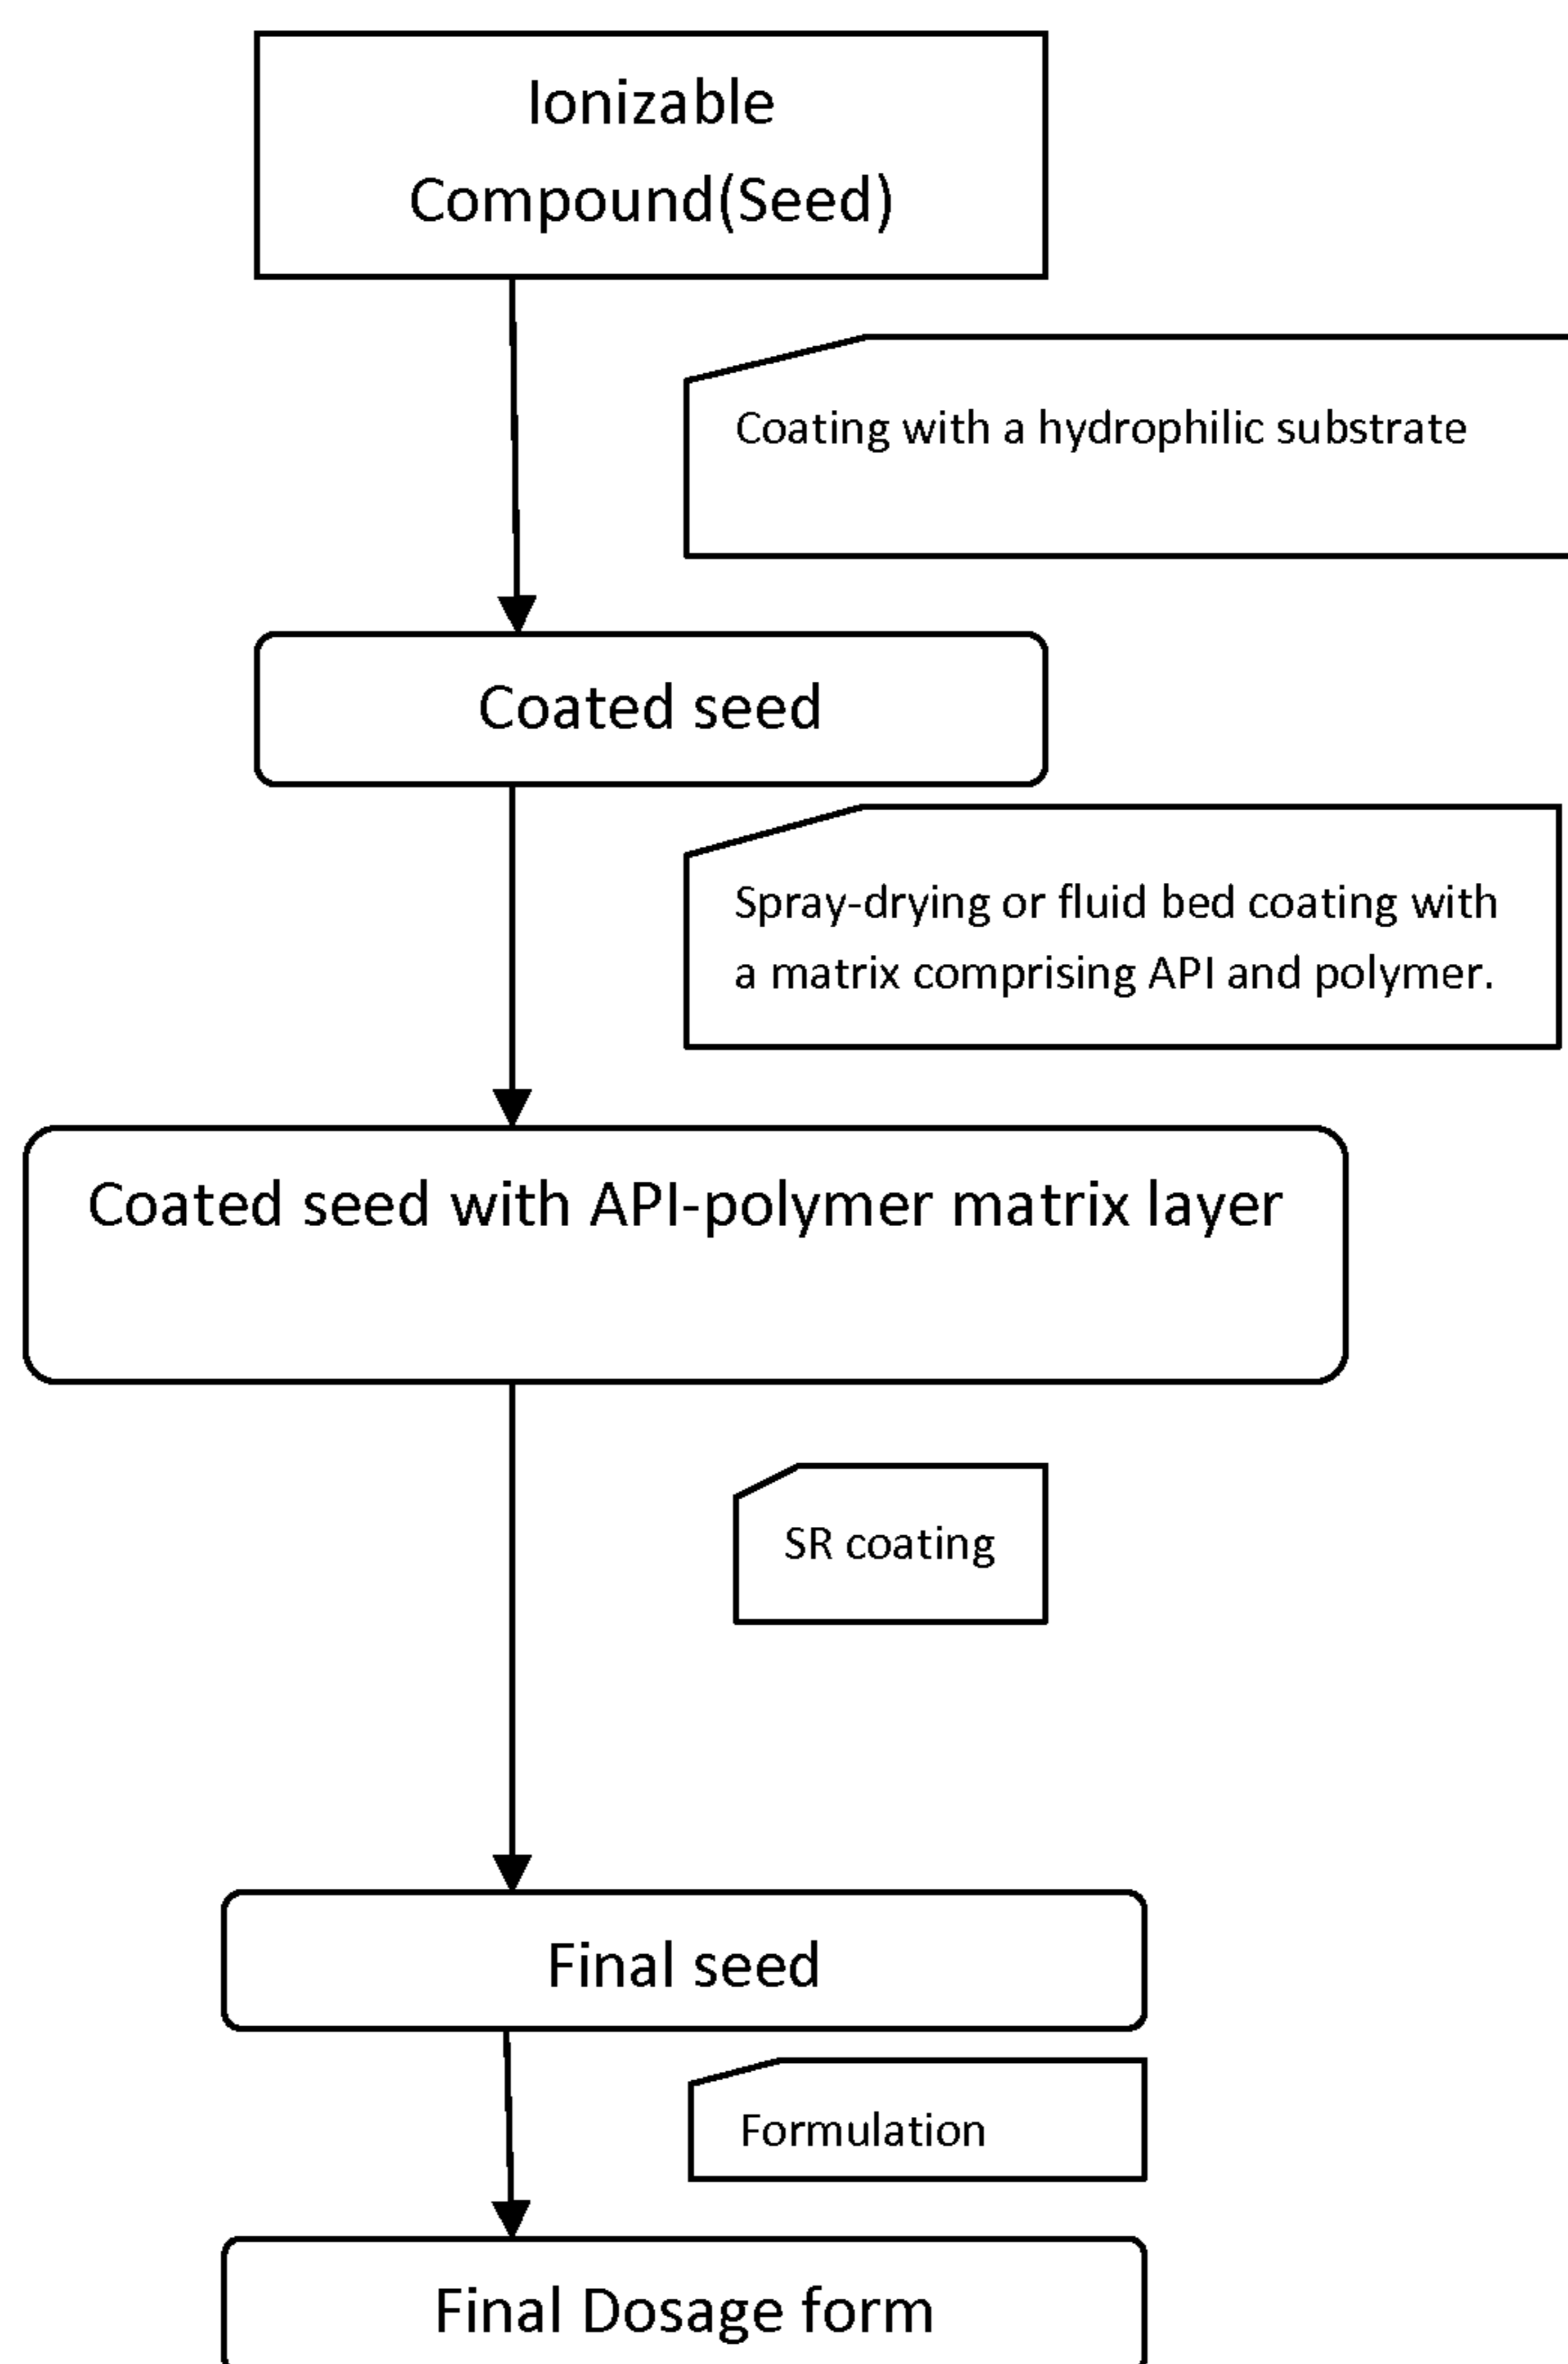 Ionizable
Compound(Seed)
Coating with a hydrophilic substrate
Coated seed
Spray-drying or fluid bed coating with
a matrix comprising API and polymer.
Coated seed with API-polymer matrix layer
SR coating
Final seed
Formulation
Final Dosage form